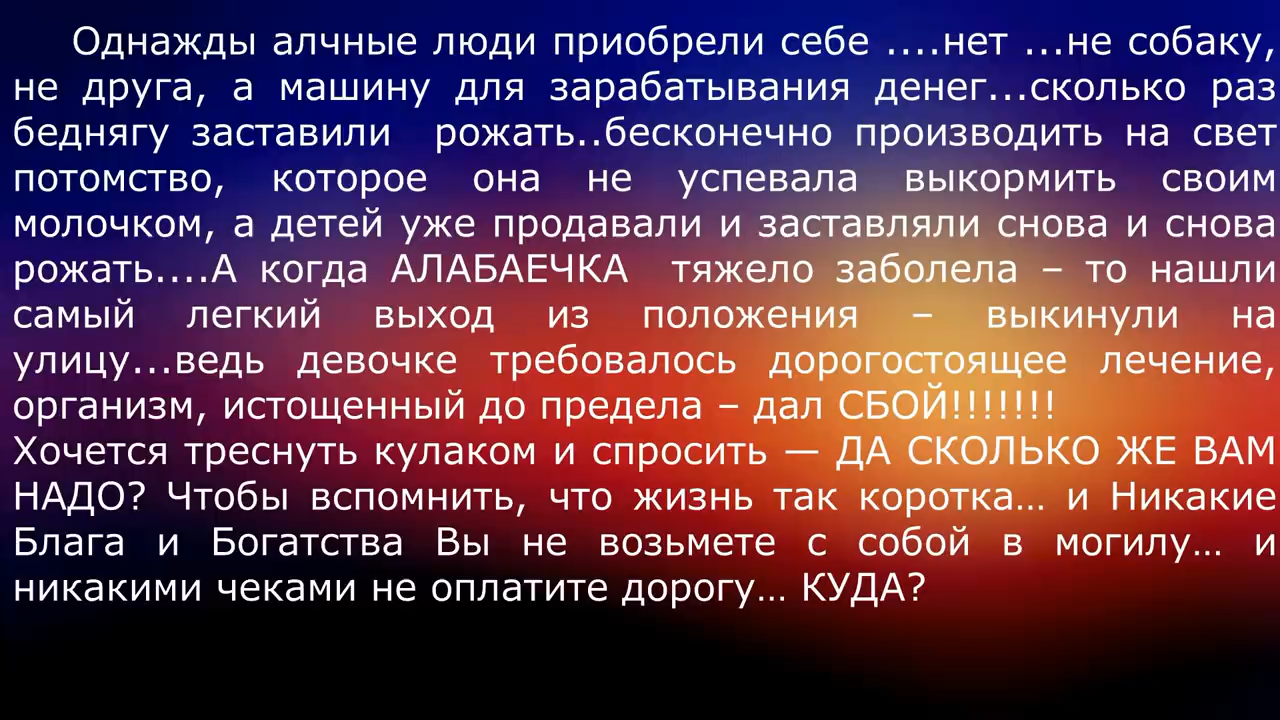 Однажды алчные люди приобрели себе ....нет ...не собаку,
не друга, а машину для зарабатывания денег...сколько раз
беднягу заставили рожать..бесконечно производить на свет
потомство, которое она не успевала выкормить своим
молочком, а детей уже продавали и заставляли снова и снова
рожать....А когда АЛАБАЕЧКА тяжело заболела – то нашли
самый легкий выход из положения – выкинули на
улицу...ведь девочке требовалось дорогостоящее лечение,
организм, истощенный до предела – дал СБОЙ!!!!!!!
Хочется треснуть кулаком и спросить — ДА СКОЛЬКО ЖЕ ВАМ
НАДО? Чтобы вспомнить, что жизнь так коротка… и Никакие
Блага и Богатства Вы не возьмете с собой в могилу… и
никакими чеками не оплатите дорогу… КУДА?